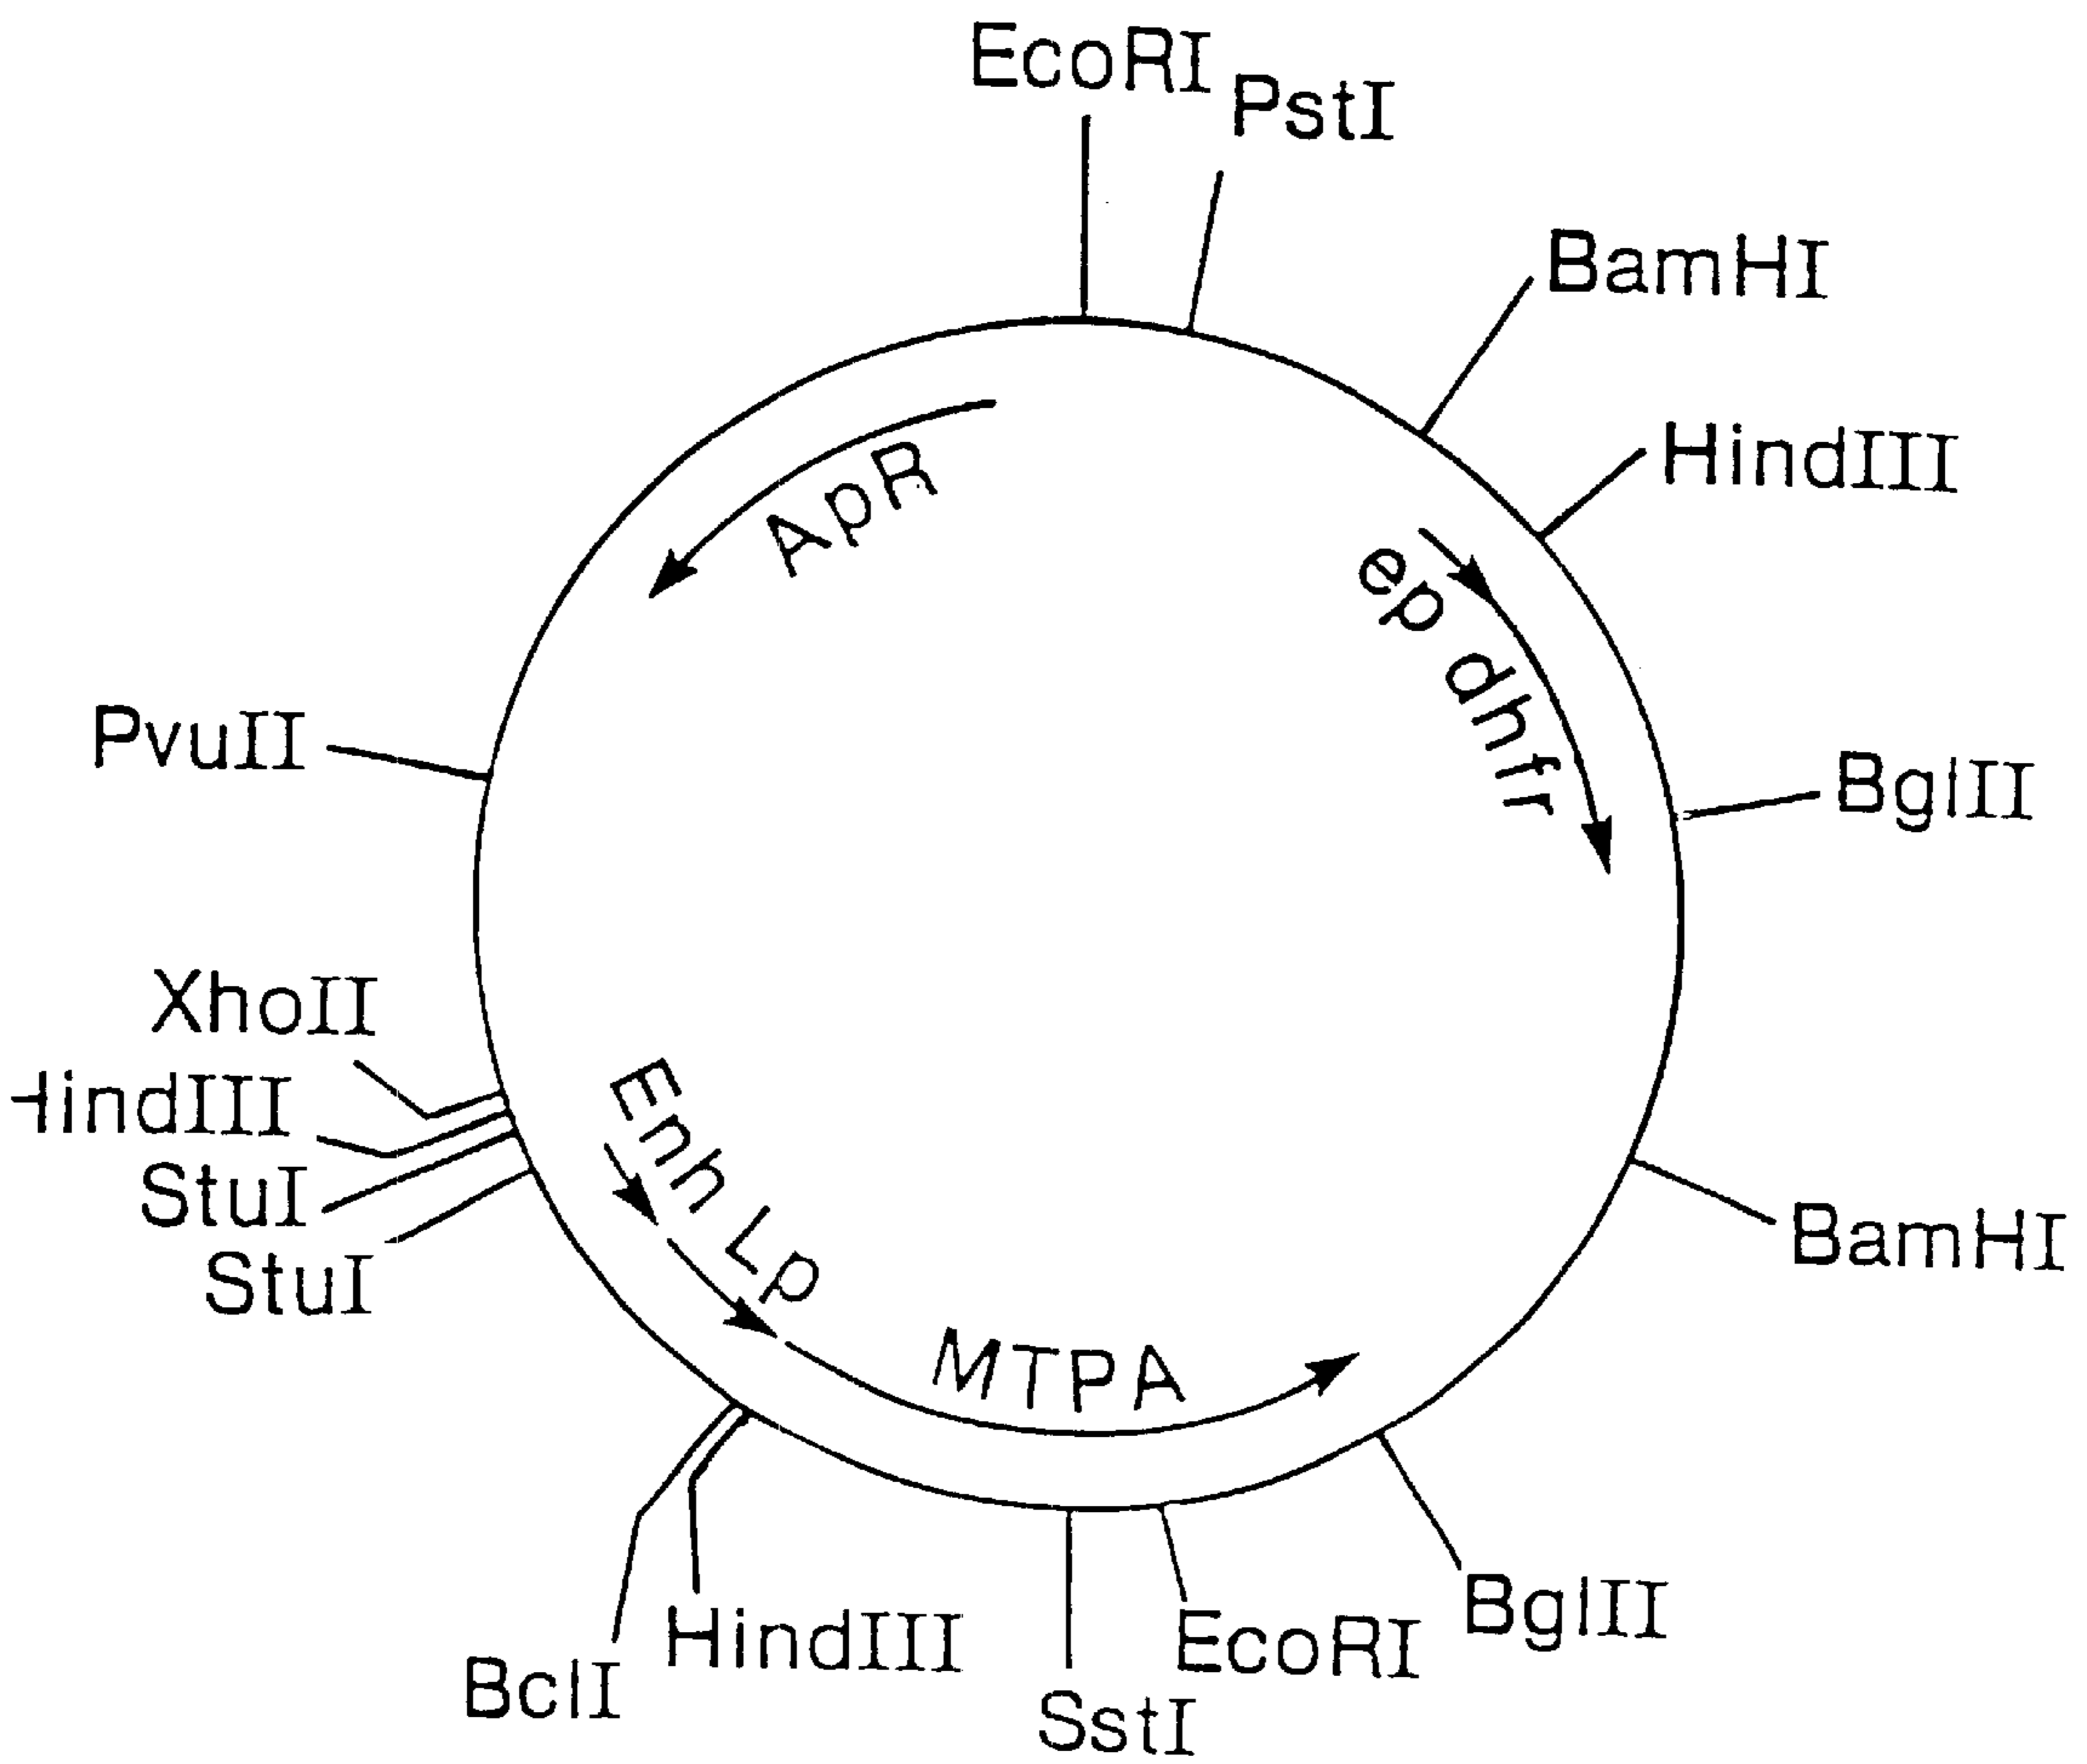 EcoRI
PstI
BamHI
HindIII
BglII
BamHI
BglII
EcoRI
SstI
HindIII
BclI
StuI
StuI
HindIII
XhoII
PvuII
ApR
ep dhfr
Enh Lp
MTPA